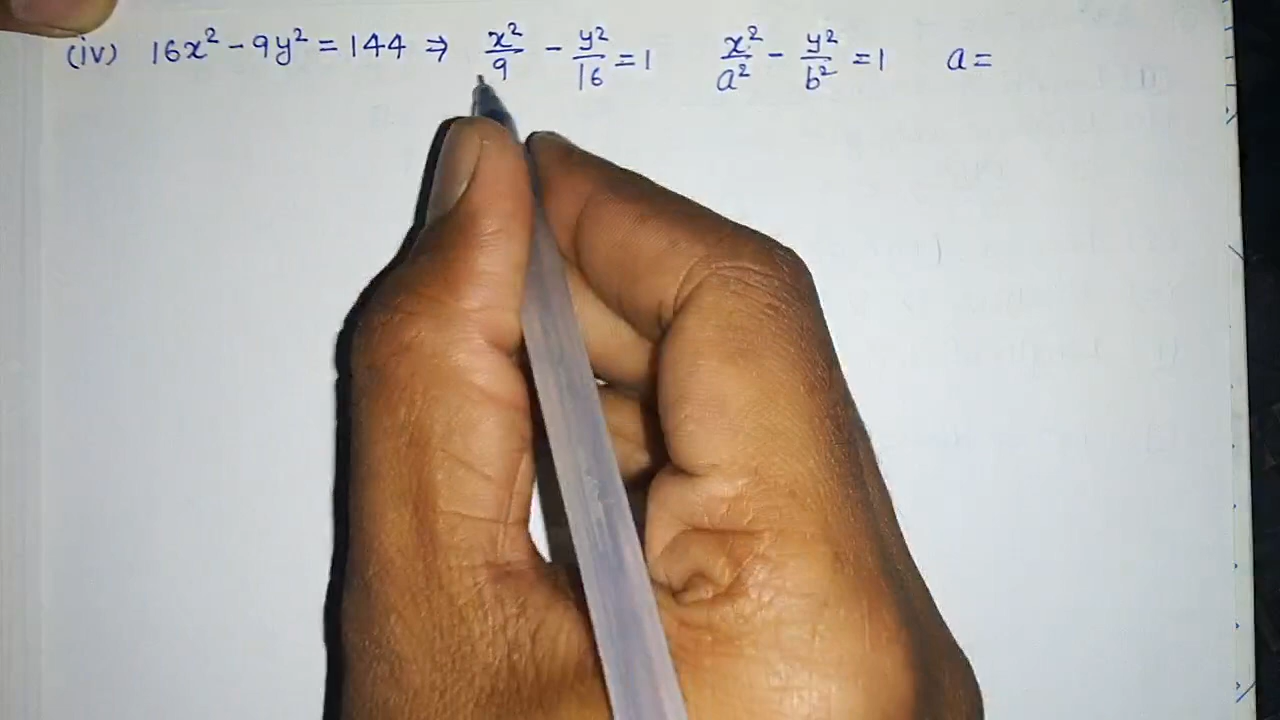 (iv) 16x² - 9y² = 144 ⇒ x²/9 - y²/16 = 1 x²/a² - y²/b² = 1 a =